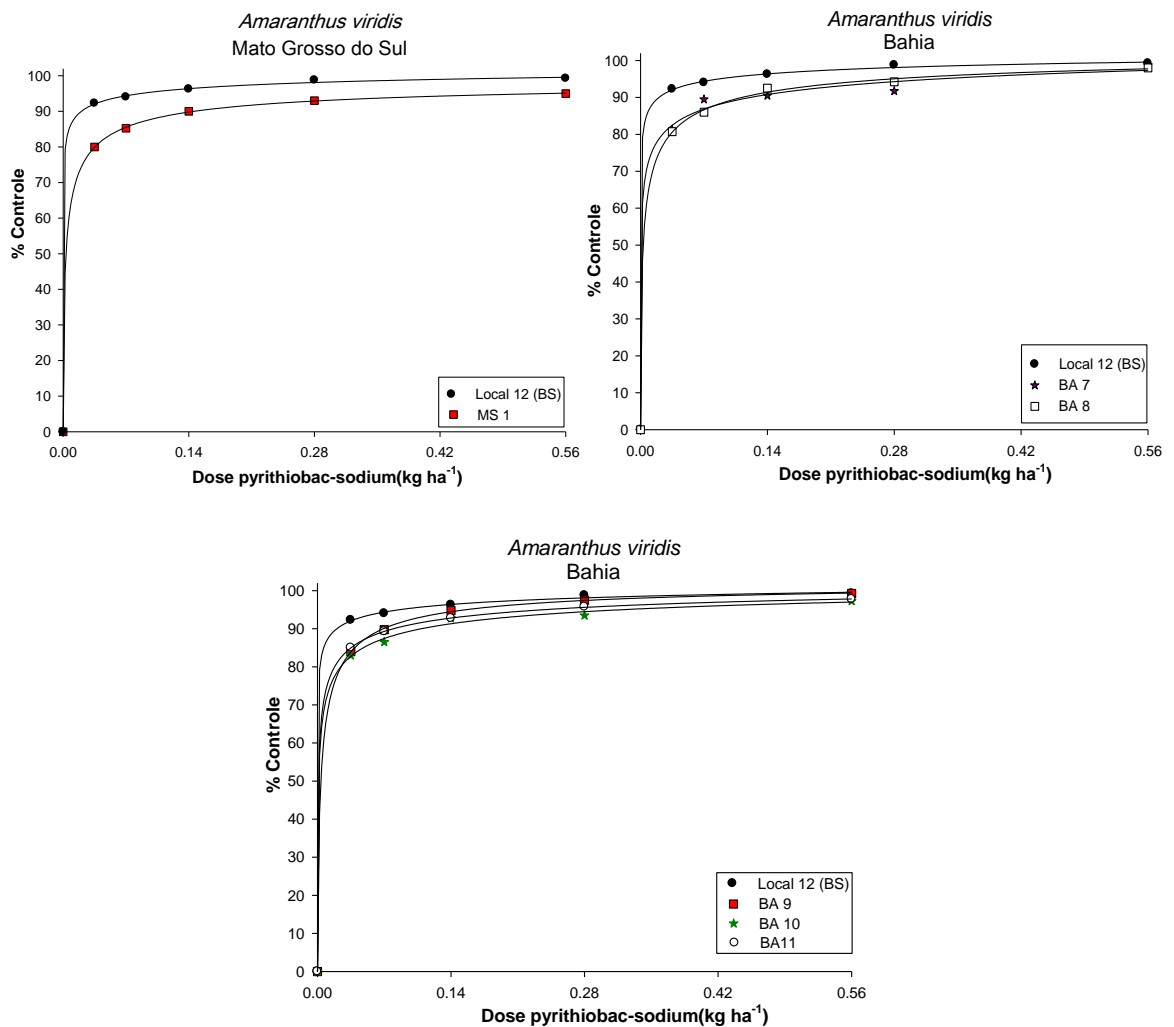 Amaranthus viridis
Mato Grosso do Sul
% Controle
100
90
80
70
60
50
40
30
20
10
0
0.00 0.14 0.28 0.42 0.56
Dose pyrithiobac-sodium(kg ha-1)
Local 12 (BS)
MS 1
Amaranthus viridis
Bahia
% Controle
100
90
80
70
60
50
40
30
20
10
0
0.00 0.14 0.28 0.42 0.56
Dose pyrithiobac-sodium(kg ha-1)
Local 12 (BS)
BA 7
BA 8
Amaranthus viridis
Bahia
% Controle
100
90
80
70
60
50
40
30
20
10
0
0.00 0.14 0.28 0.42 0.56
Dose pyrithiobac-sodium(kg ha-1)
Local 12 (BS)
BA 9
BA 10
BA11